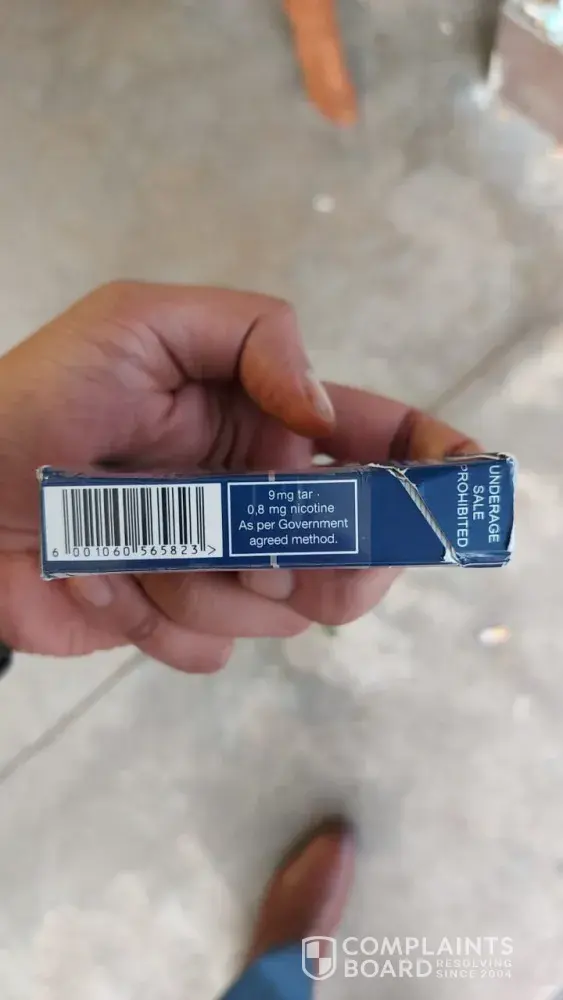 6 001060 565823 >
9mg tar ·
0,8 mg nicotine
As per Government
agreed method.
UNDERAGE
SALE
PROHIBITED
COMPLAINTS
BOARD RESOLVING
SINCE 2004